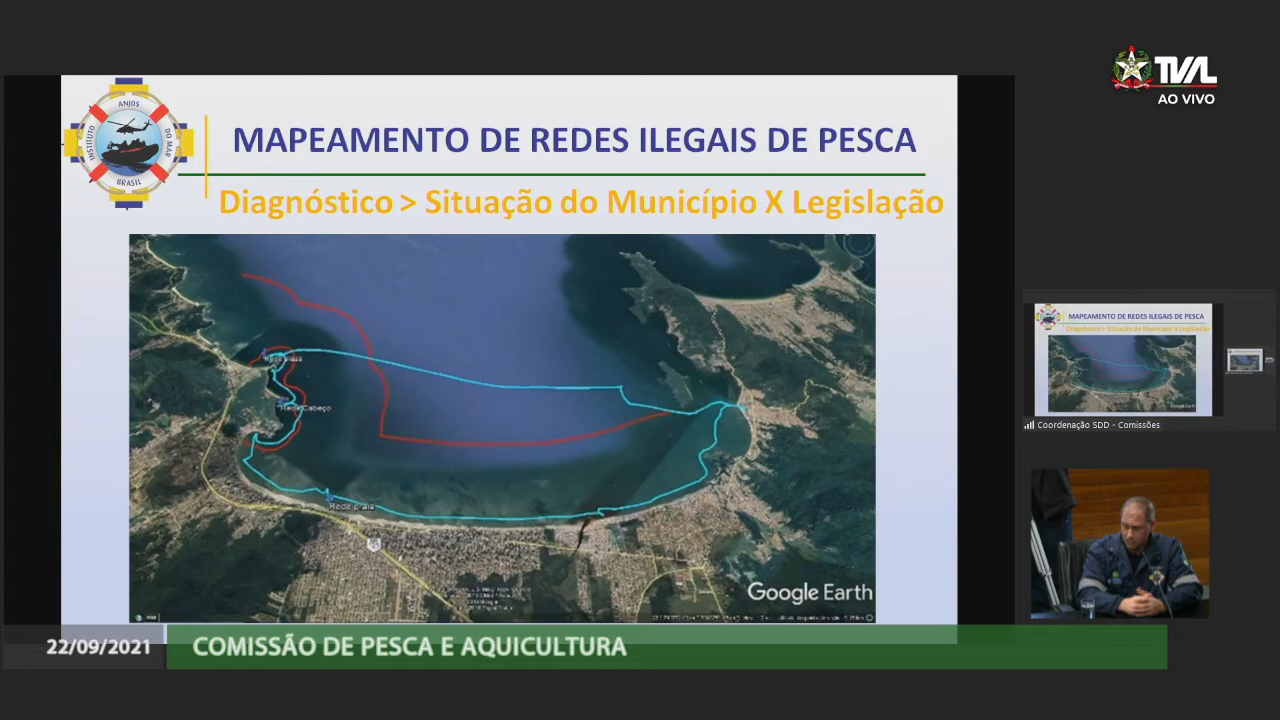 TVAL
AO VIVO
ANJOS
DO MAR
INSTITUTO
BRASIL
MAPEAMENTO DE REDES ILEGAIS DE PESCA
Diagnóstico > Situação do Município X Legislação
Rede Cabeço
Rede praia
Google Earth
MAPEAMENTO DE REDES ILEGAIS DE PESCA
Diagnóstico > Situação do Município X Legislação
Google Earth
Coordenação SDD - Comissões
22/09/2021
COMISSÃO DE PESCA E AQUICULTURA